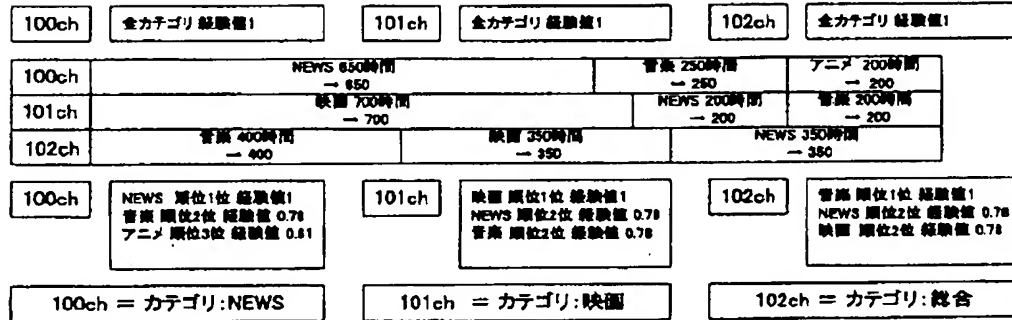 100ch 全カテゴリ 経験値1 101ch 全カテゴリ 経験値1 102ch 全カテゴリ 経験値1
100ch NEWS 650時間 音楽 250時間 アニメ 200時間
→ 650 → 250 → 200
101ch 映画 700時間 NEWS 200時間 音楽 200時間
→ 700 → 200 → 200
102ch 音楽 400時間 映画 350時間 NEWS 350時間
→ 400 → 350 → 350
100ch
NEWS 順位1位 経験値1
音楽 順位2位 経験値 0.78
アニメ 順位3位 経験値 0.61
101ch
映画 順位1位 経験値1
NEWS 順位2位 経験値 0.78
音楽 順位2位 経験値 0.78
102ch
音楽 順位1位 経験値1
NEWS 順位2位 経験値 0.78
映画 順位2位 経験値 0.78
100ch = カテゴリ:NEWS 101ch = カテゴリ:映画 102ch = カテゴリ:総合